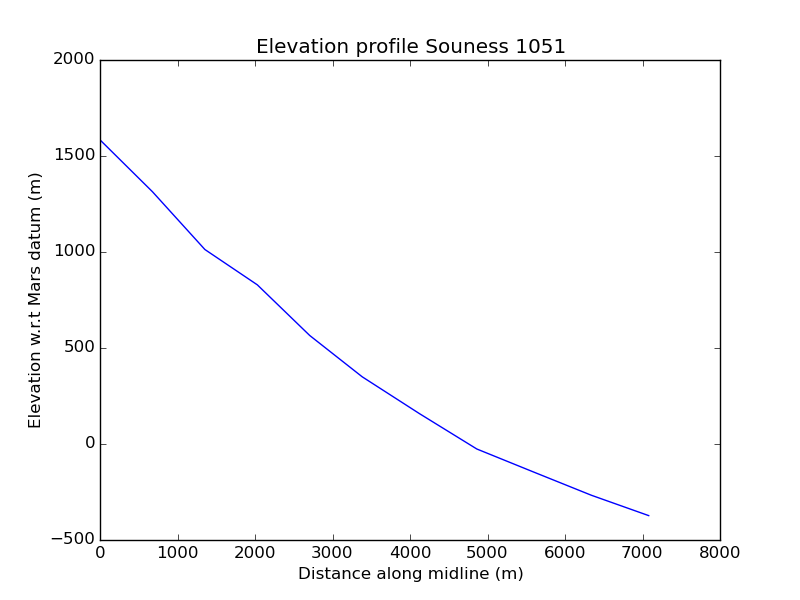 Elevation profile Souness 1051
2000
1500
1000
500
0
−500
Elevation w.r.t Mars datum (m)
0 1000 2000 3000 4000 5000 6000 7000 8000
Distance along midline (m)